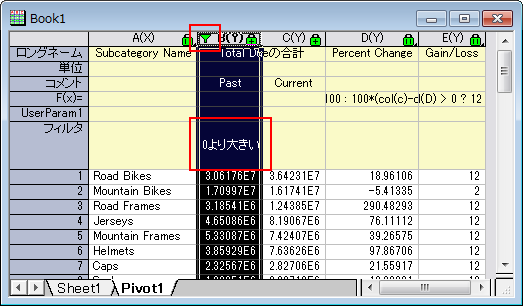 Book1
A(X) B(Y) C(Y) D(Y) E(Y)
ロングネーム Subcategory Name Total Dueの合計 Percent Change Gain/Loss
単位
コメント Past Current
F(x)= 100 : 100*(col(c)-cl(D) > 0 ? 12
UserParam1
フィルタ 0より大きい
1 Road Bikes 3.06176E7 3.64231E7 18.96106 12
2 Mountain Bikes 1.70997E7 1.61741E7 -5.41335 2
3 Road Frames 3.18541E6 1.24385E7 290.48293 12
4 Jerseys 4.65086E6 8.19067E6 76.11112 12
5 Mountain Frames 5.33087E6 7.42407E6 39.26575 12
6 Helmets 3.85929E6 7.63626E6 97.86706 12
7 Caps 2.32567E6 2.82706E6 21.55917 12
Sheet1 Pivot1